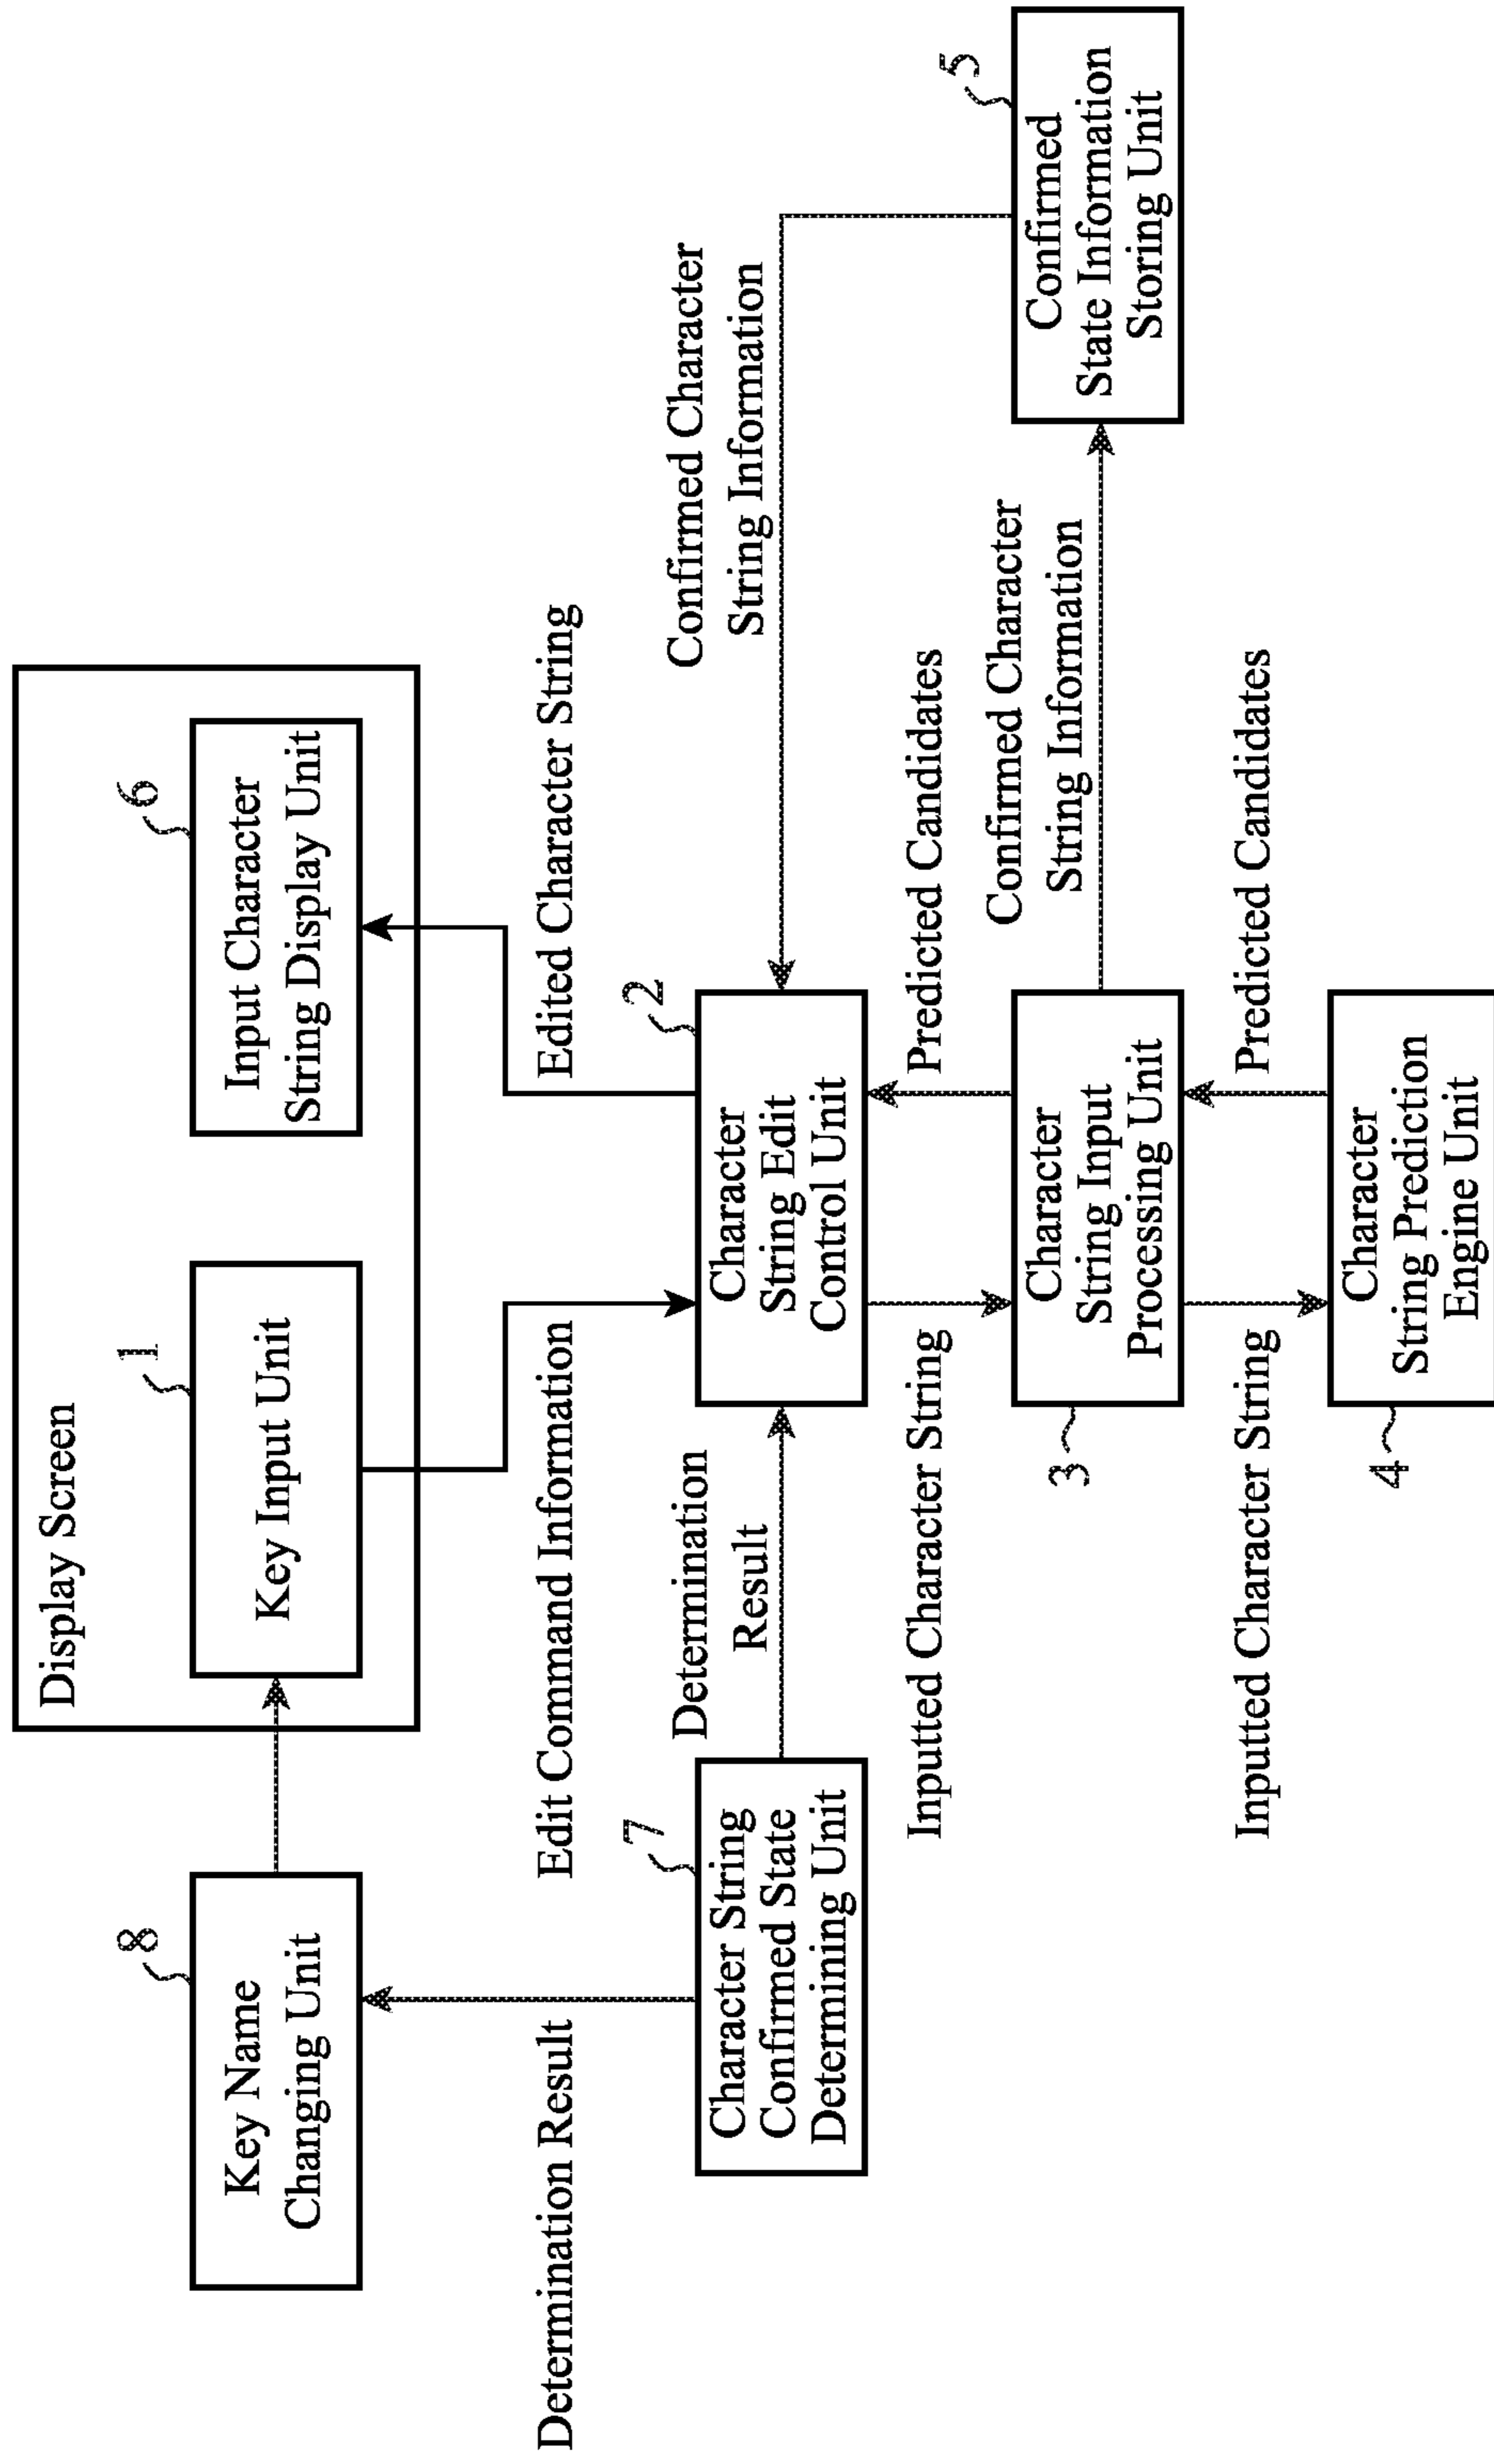 Display Screen
8
Key Name
Changing Unit
1
Key Input Unit
6
Input Character
String Display Unit
Determination Result
Edit Command Information
Edited Character String
7
Character String
Confirmed State
Determining Unit
Determination
Result
2
Character
String Edit
Control Unit
Confirmed Character
String Information
Inputted Character String
Predicted Candidates
3
Character
String Input
Processing Unit
Confirmed Character
String Information
5
Confirmed
State Information
Storing Unit
Inputted Character String
Predicted Candidates
4
Character
String Prediction
Engine Unit